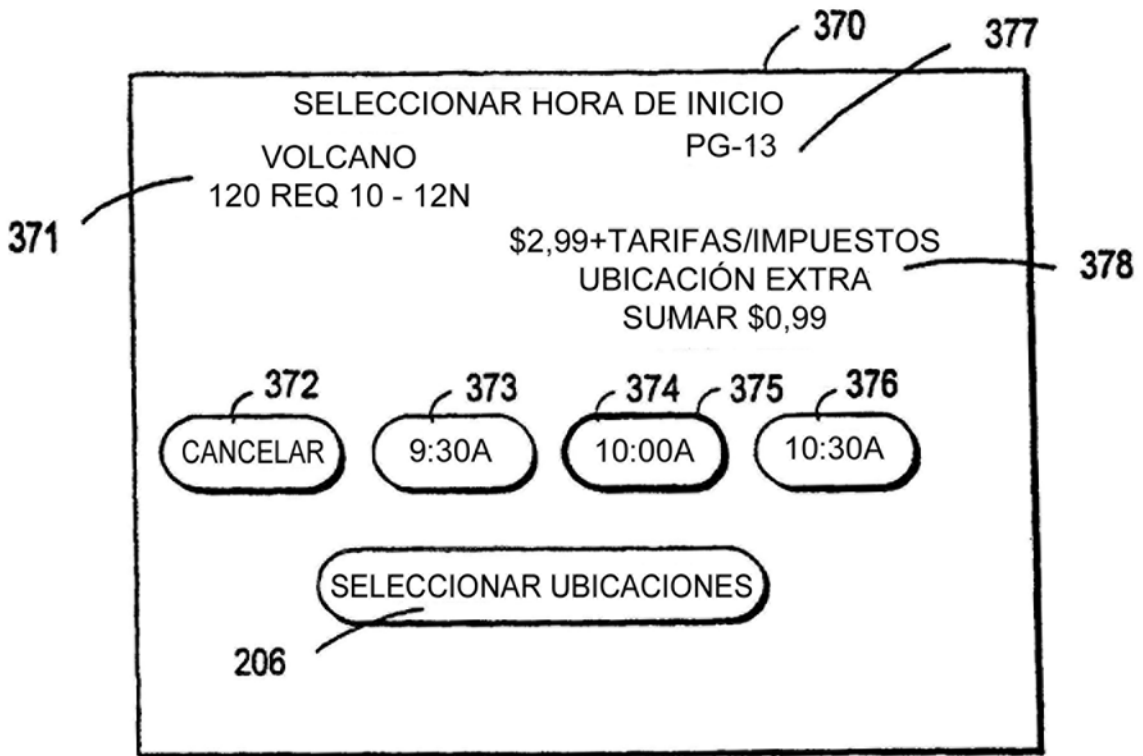 370
377
SELECCIONAR HORA DE INICIO
PG-13
VOLCANO
120 REQ 10 - 12N
371
$2,99+TARIFAS/IMPUESTOS
UBICACIÓN EXTRA
SUMAR $0,99
378
372
373
374
375
376
CANCELAR
9:30A
10:00A
10:30A
SELECCIONAR UBICACIONES
206